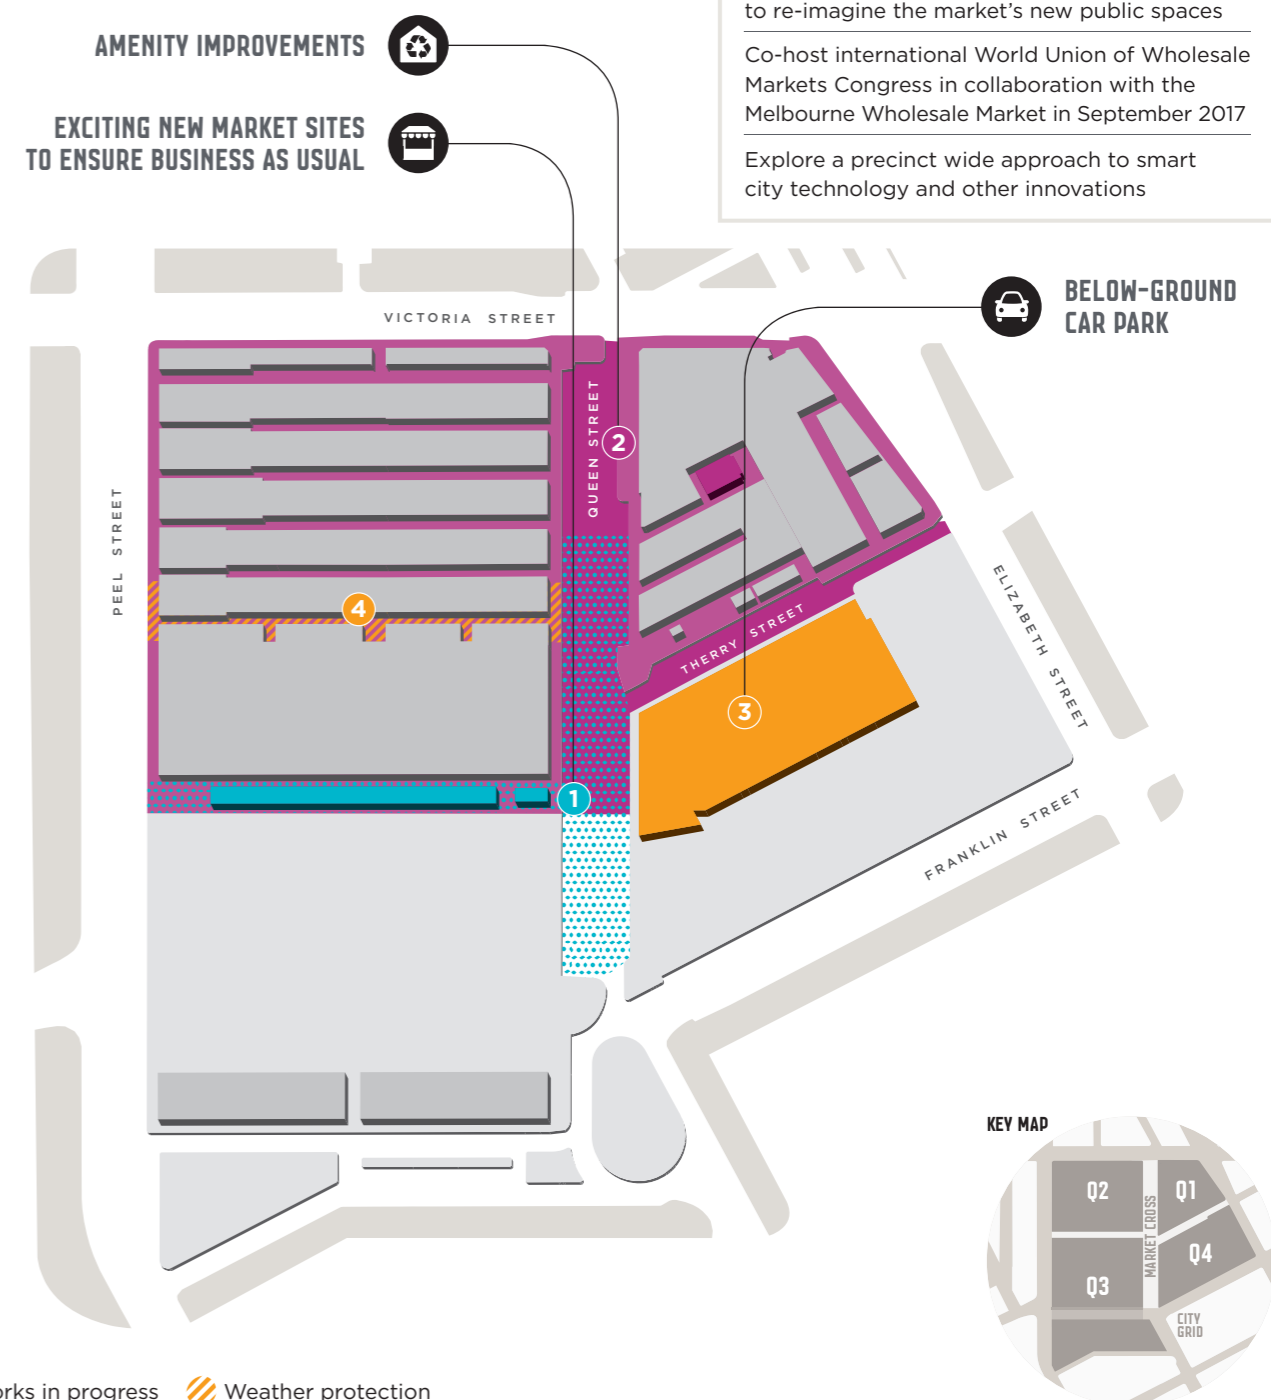 to re-imagine the market's new public spaces
Co-host international World Union of Wholesale
Markets Congress in collaboration with the
Melbourne Wholesale Market in September 2017
Explore a precinct wide approach to smart
city technology and other innovations
AMENITY IMPROVEMENTS
EXCITING NEW MARKET SITES
TO ENSURE BUSINESS AS USUAL
BELOW-GROUND
CAR PARK
VICTORIA STREET
QUEEN STREET
2
PEEL STREET
4
THERRY STREET
ELIZABETH STREET
3
1
FRANKLIN STREET
KEY MAP
Q2
Q1
MARKET CROSS
Q4
Q3
CITY
GRID
in progress
Weather protection